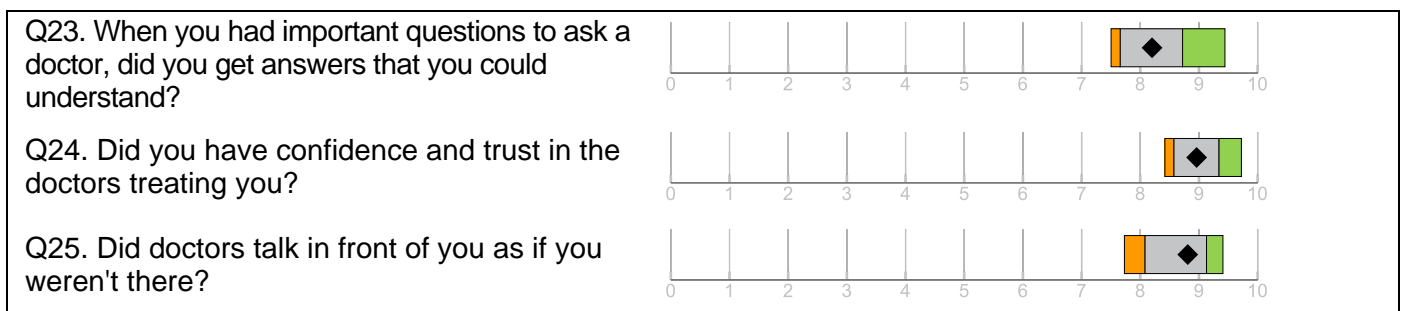 Q23. When you had important questions to ask a
doctor, did you get answers that you could
understand?
0 1 2 3 4 5 6 7 8 9 10
Q24. Did you have confidence and trust in the
doctors treating you?
0 1 2 3 4 5 6 7 8 9 10
Q25. Did doctors talk in front of you as if you
weren't there?
0 1 2 3 4 5 6 7 8 9 10